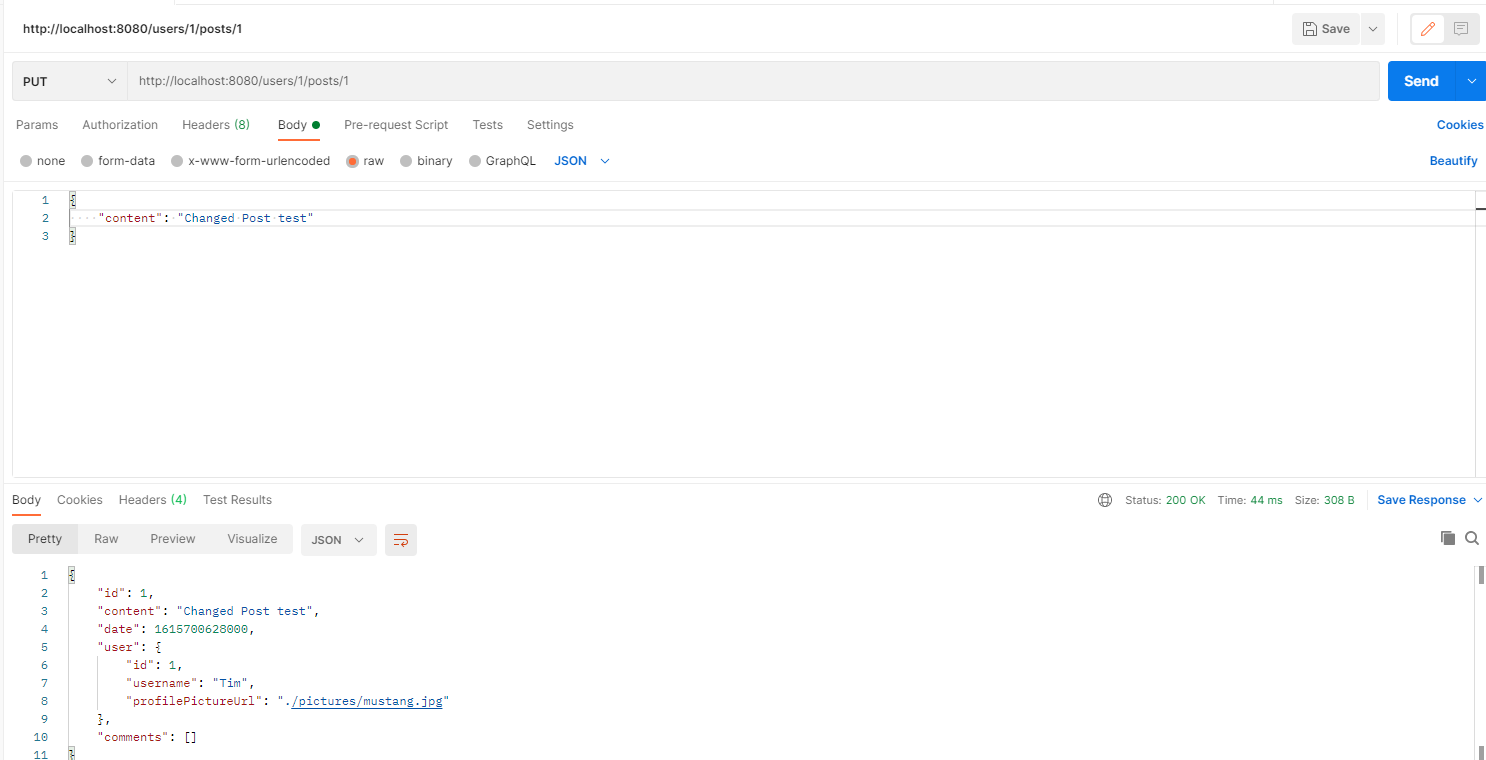 http://localhost:8080/users/1/posts/1 Save
PUT http://localhost:8080/users/1/posts/1 Send
Params Authorization Headers (8) Body Pre-request Script Tests Settings Cookies
none form-data x-www-form-urlencoded raw binary GraphQL JSON Beautify
1 {
2 ····"content":·"Changed·Post·test"
3 }
Body Cookies Headers (4) Test Results Status: 200 OK Time: 44 ms Size: 308 B Save Response
Pretty Raw Preview Visualize JSON
1 {
2 "id": 1,
3 "content": "Changed Post test",
4 "date": 1615700628000,
5 "user": {
6 "id": 1,
7 "username": "Tim",
8 "profilePictureUrl": "./pictures/mustang.jpg"
9 },
10 "comments": []
11 }